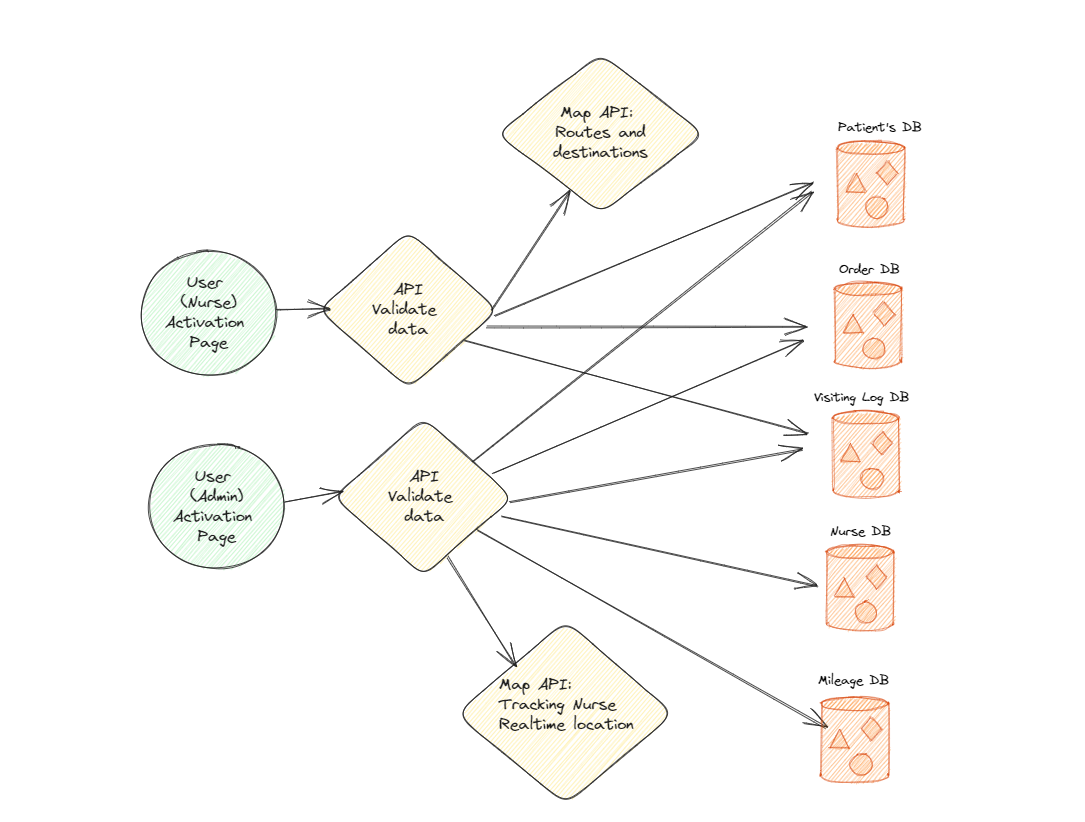 Map API:
Routes and
destinations
Patient's DB
Order DB
User
(Nurse)
Activation
Page
API
Validate
data
Visiting Log DB
User
(Admin)
Activation
Page
API
Validate
data
Nurse DB
Map API:
Tracking Nurse
Realtime location
Mileage DB